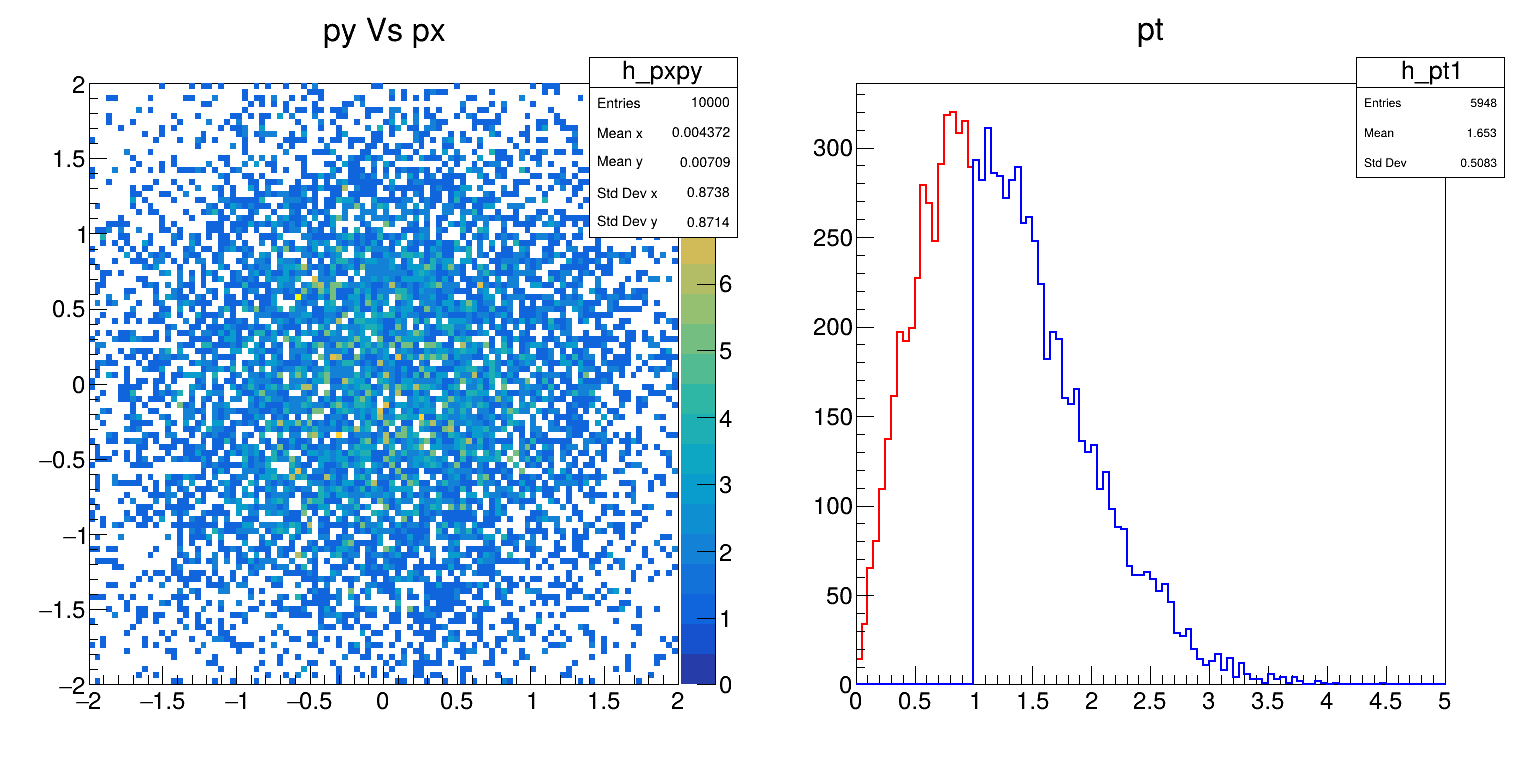 py Vs px
h_pxpy
Entries 10000
Mean x 0.004372
Mean y 0.00709
Std Dev x 0.8738
Std Dev y 0.8714
2
1.5
1
0.5
0
−0.5
−1
−1.5
−2
−2 −1.5 −1 −0.5 0 0.5 1 1.5 2
6
5
4
3
2
1
0
pt
h_pt1
Entries 5948
Mean 1.653
Std Dev 0.5083
300
250
200
150
100
50
0
0 0.5 1 1.5 2 2.5 3 3.5 4 4.5 5